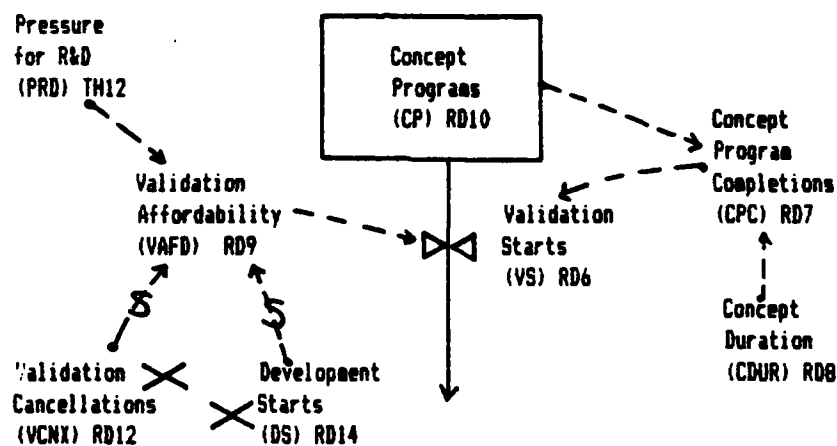 Pressure
for R&D
(PRD) TH12
Concept
Programs
(CP) RD10
Concept
Program
Completions
(CPC) RD7
Validation
Affordability
(VAFD) RD9
Validation
Starts
(VS) RD6
S
S
Concept
Duration
(CDUR) RD8
Validation
Cancellations
(VCNX) RD12
Development
Starts
(DS) RD14